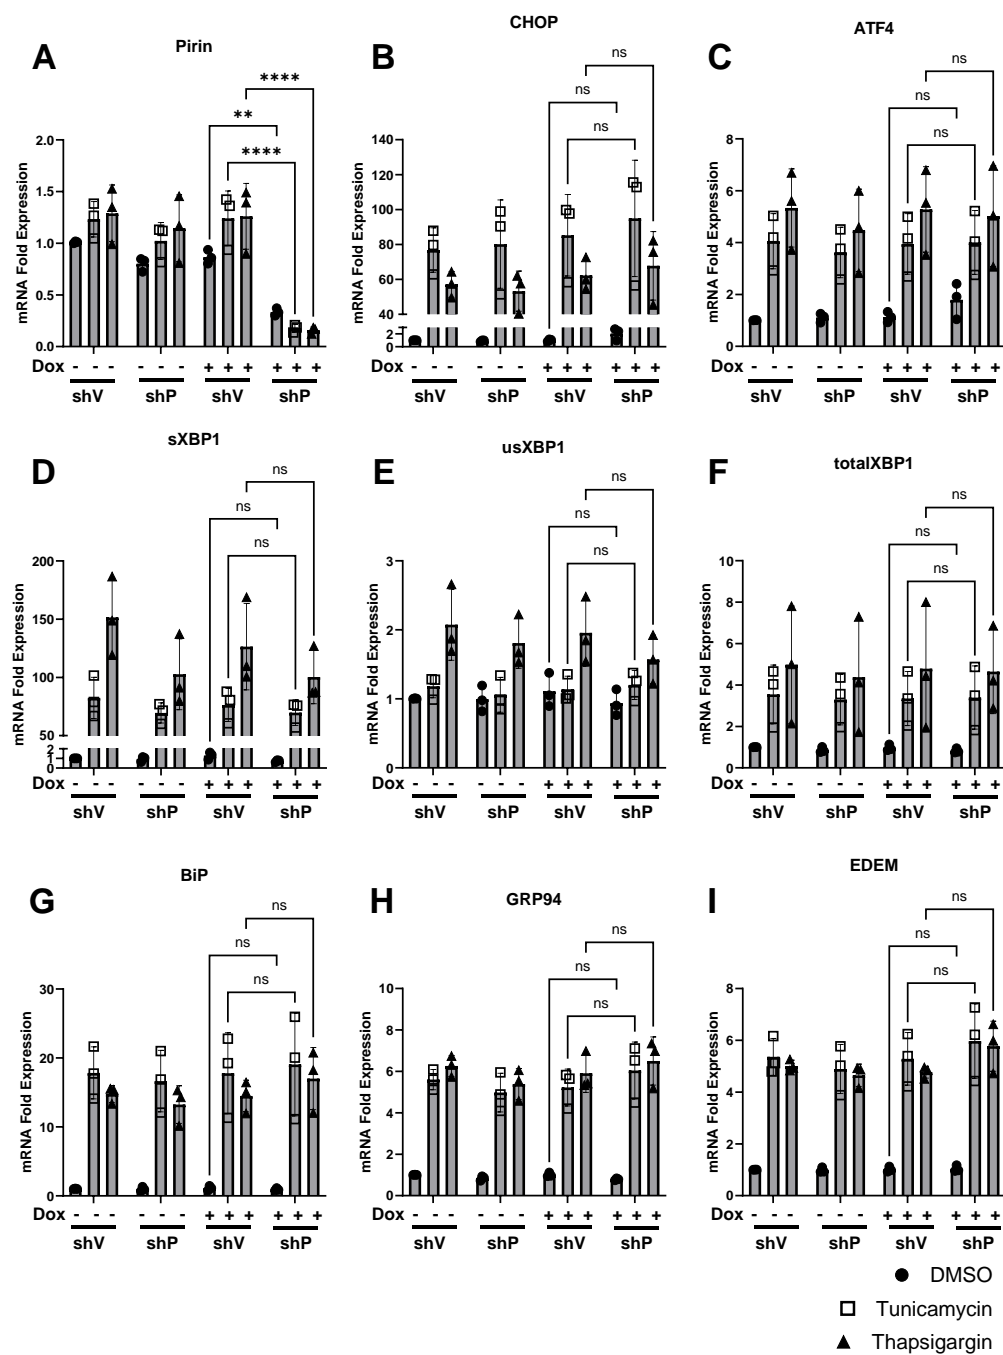 A
Pirin
**** 
**
****
mRNA Fold Expression
2.0
1.5
1.0
0.5
0.0
Dox - - - - - - + + + + + +
shV shP shV shP
B
CHOP
ns
ns
ns
mRNA Fold Expression
140
120
100
80
60
40
2
0
- - - - - - + + + + + +
shV shP shV shP
C
ATF4
ns
ns
ns
mRNA Fold Expression
8
6
4
2
0
- - - - - - + + + + + +
shV shP shV shP
D
sXBP1
ns
ns
ns
mRNA Fold Expression
200
150
100
50
2
1
0
Dox - - - - - - + + + + + +
shV shP shV shP
E
usXBP1
ns
ns
ns
mRNA Fold Expression
3
2
1
0
- - - - - - + + + + + +
shV shP shV shP
F
totalXBP1
ns
ns
ns
mRNA Fold Expression
10
8
6
4
2
0
- - - - - - + + + + + +
shV shP shV shP
G
BiP
ns
ns
ns
mRNA Fold Expression
30
20
10
0
Dox - - - - - - + + + + + +
shV shP shV shP
H
GRP94
ns
ns
ns
mRNA Fold Expression
10
8
6
4
2
0
Dox - - - - - - + + + + + +
shV shP shV shP
I
EDEM
ns
ns
ns
mRNA Fold Expression
8
6
4
2
0
Dox - - - - - - + + + + + +
shV shP shV shP
DMSO
Tunicamycin
Thapsigargin